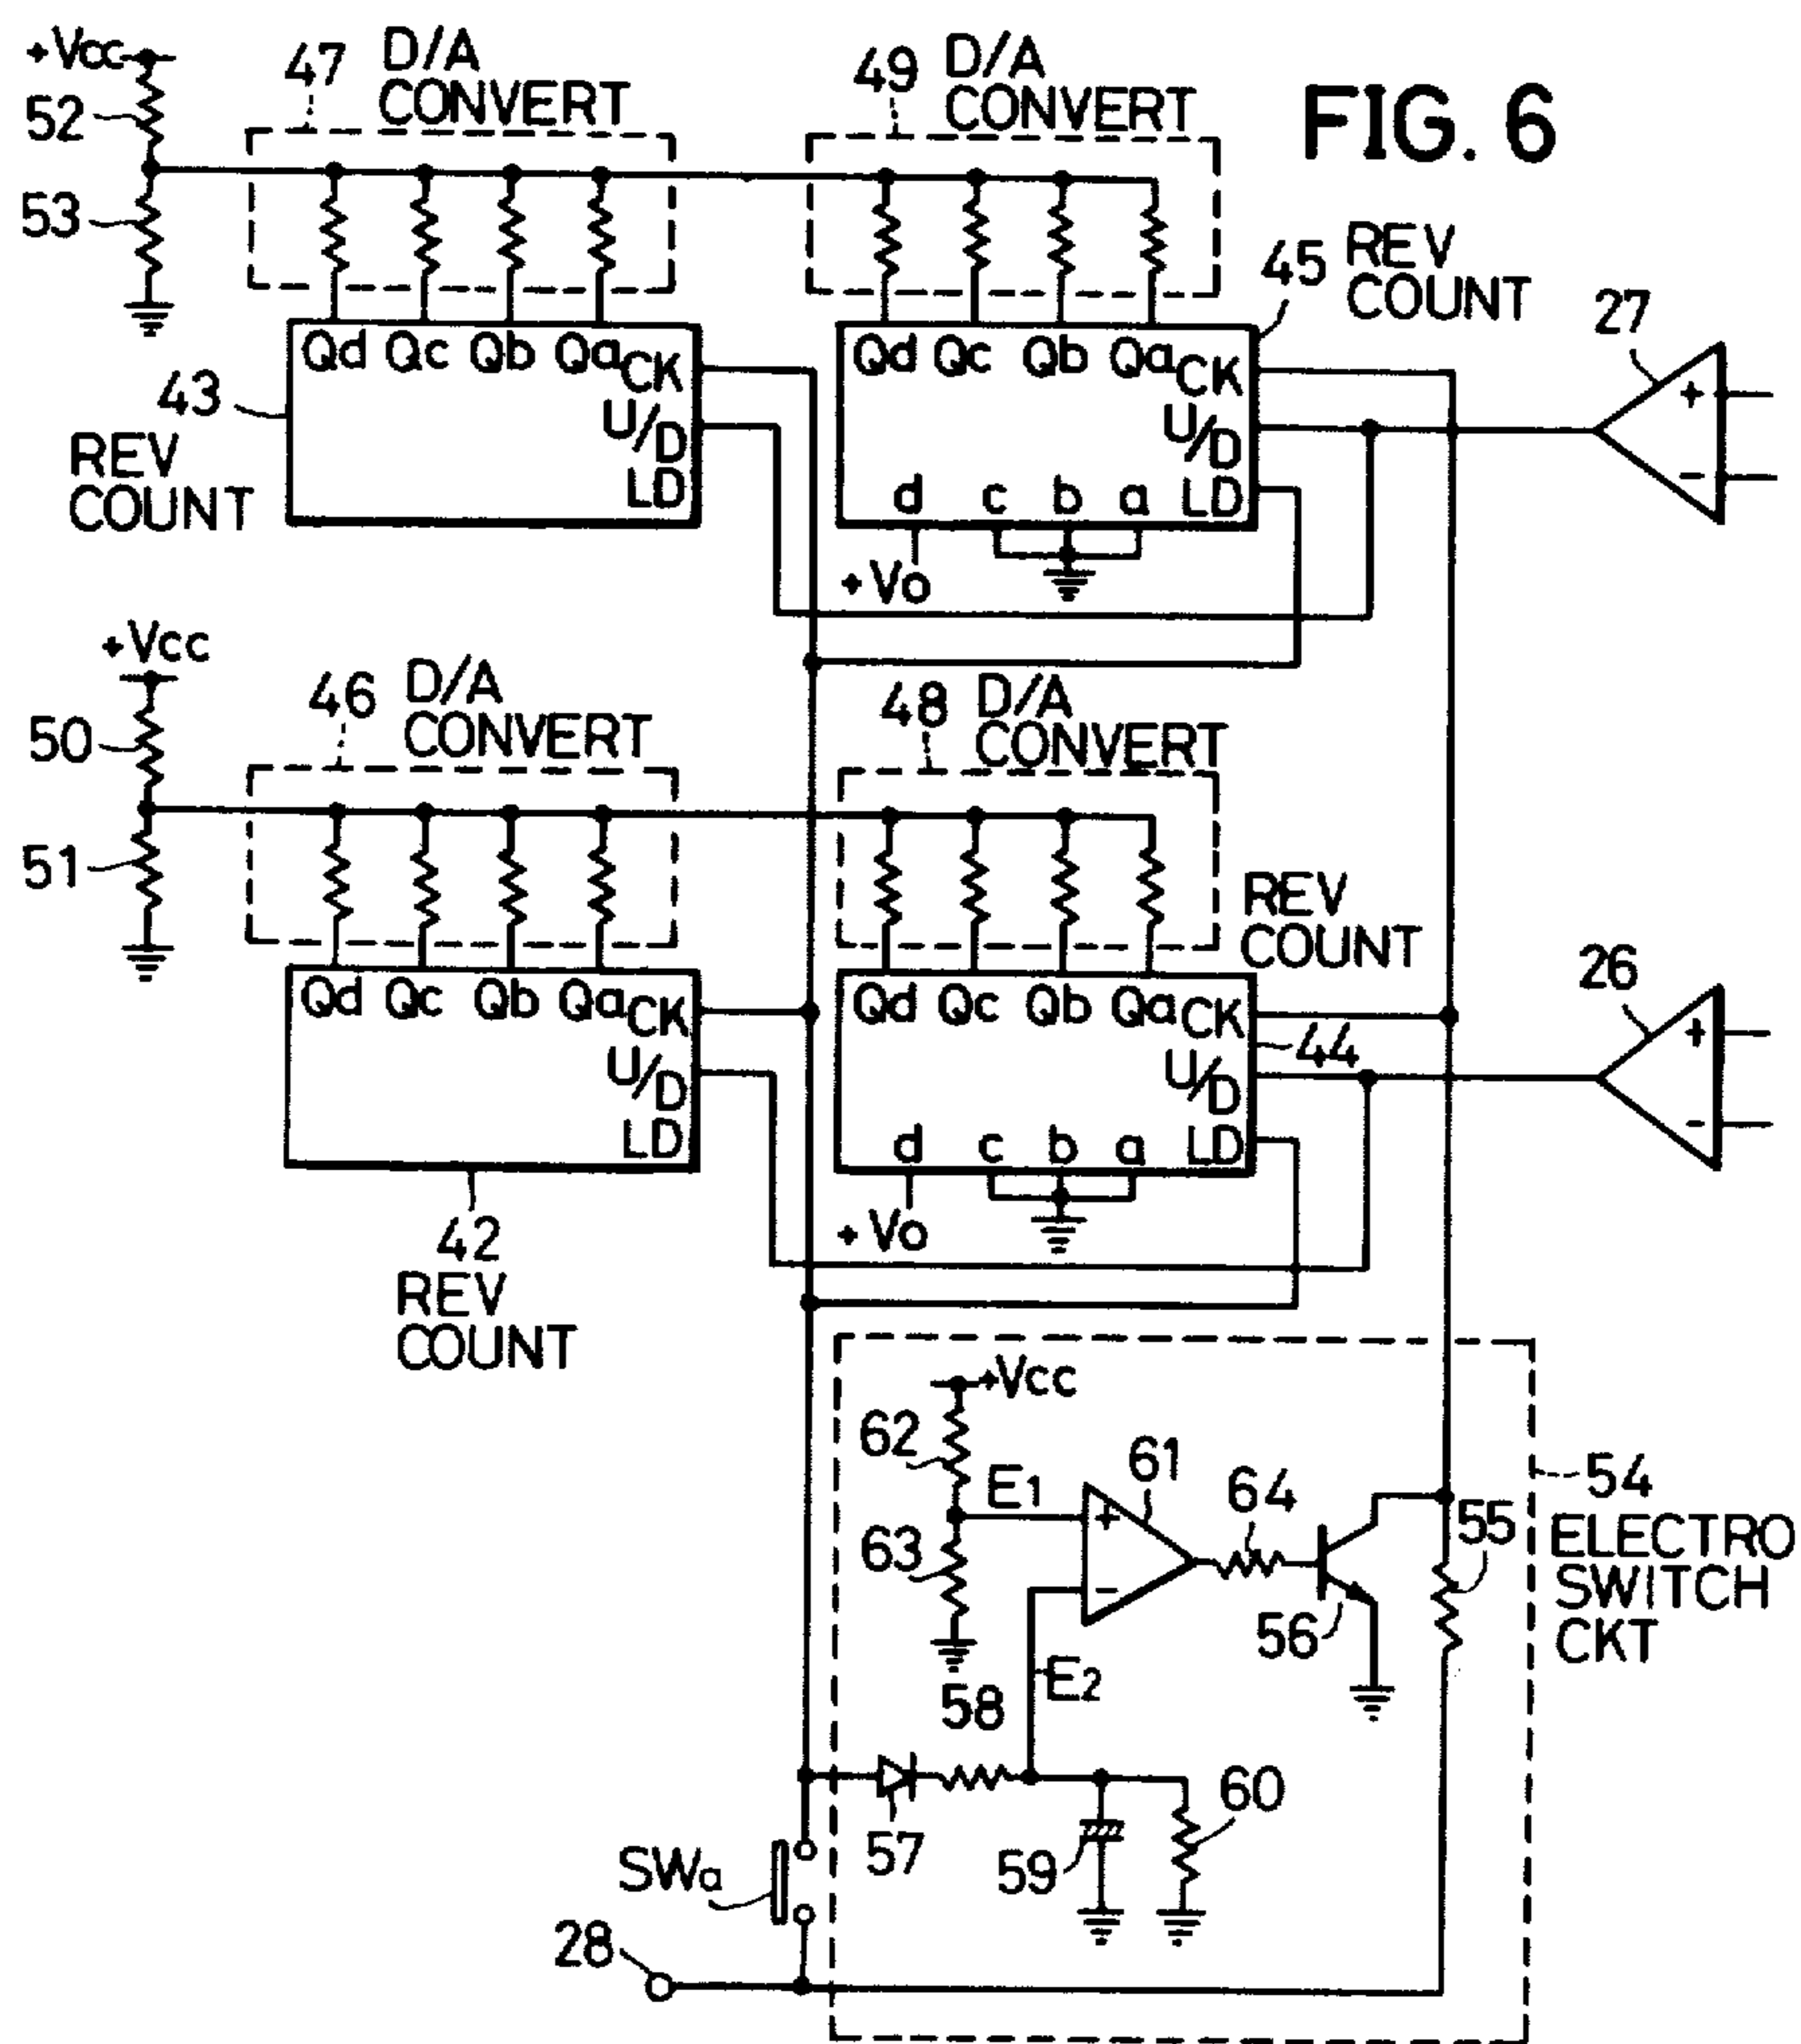 FIG. 6
+Vcc
52
53
47
D/A
CONVERT
49
D/A
CONVERT
45
REV
COUNT
27
+
-
43
REV
COUNT
Qd Qc Qb Qa CK
U/D
LD
Qd Qc Qb Qa CK
U/D
d c b a LD
+Vo
+Vcc
50
51
46
D/A
CONVERT
48
D/A
CONVERT
REV
COUNT
26
+
-
Qd Qc Qb Qa CK
U/D
LD
Qd Qc Qb Qa CK
44
U/D
d c b a LD
+Vo
42
REV
COUNT
+Vcc
62
63
E1
61
+
-
64
56
55
54
ELECTRO
SWITCH
CKT
E2
58
57
59
60
SWa
28